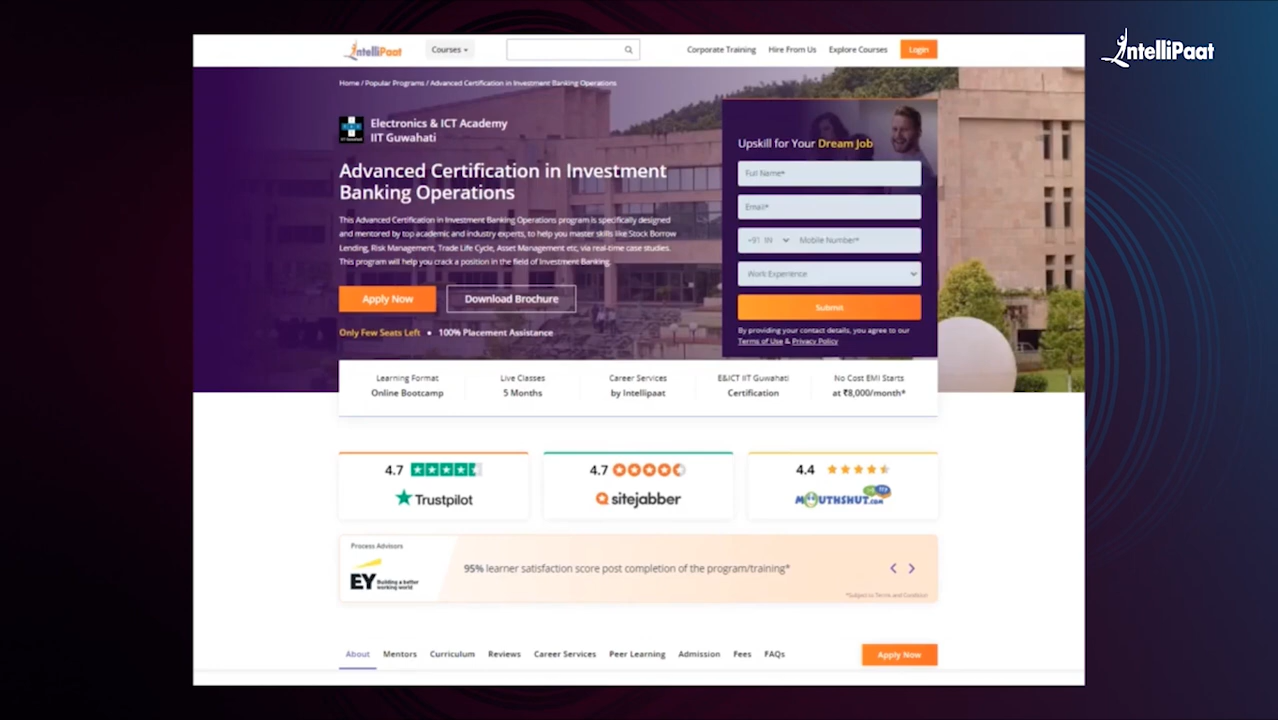 IntelliPaat
IntelliPaat
Courses
Corporate Training
Hire From Us
Explore Courses
Login
Home / Popular Programs / Advanced Certification in Investment Banking Operations
Electronics & ICT Academy
IIT Guwahati
Advanced Certification in Investment
Banking Operations
This Advanced Certification in Investment Banking Operations program is specifically designed
and mentored by top academic and industry experts, to help you master skills like Stock Borrow
Lending, Risk Management, Trade Life Cycle, Asset Management etc, via real-time case studies.
This program will help you crack a position in the field of Investment Banking.
Apply Now
Download Brochure
Only Few Seats Left • 100% Placement Assistance
Upskill for Your Dream Job
Full Name*
Email*
+91 IN
Mobile Number*
Work Experience
Submit
By providing your contact details, you agree to our
Terms of Use & Privacy Policy
Learning Format
Online Bootcamp
Live Classes
5 Months
Career Services
by Intellipaat
E&ICT IIT Guwahati
Certification
No Cost EMI Starts
at ₹8,000/month*
4.7
Trustpilot
4.7
sitejabber
4.4
MOUTHSHUT.com
Process Advisors
EY
Building a better
working world
95% learner satisfaction score post completion of the program/training*
*Subject to Terms and Condition
About
Mentors
Curriculum
Reviews
Career Services
Peer Learning
Admission
Fees
FAQs
Apply Now